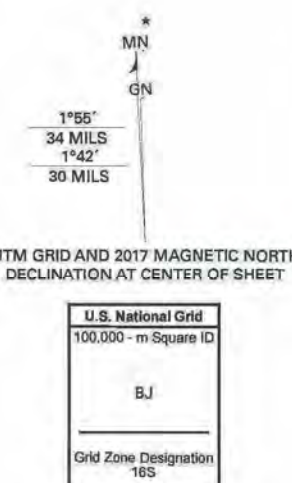 *
MN
GN
1°55′
34 MILS
1°42′
30 MILS
UTM GRID AND 2017 MAGNETIC NORTH
DECLINATION AT CENTER OF SHEET
U.S. National Grid
100,000 - m Square ID
BJ
Grid Zone Designation
16S